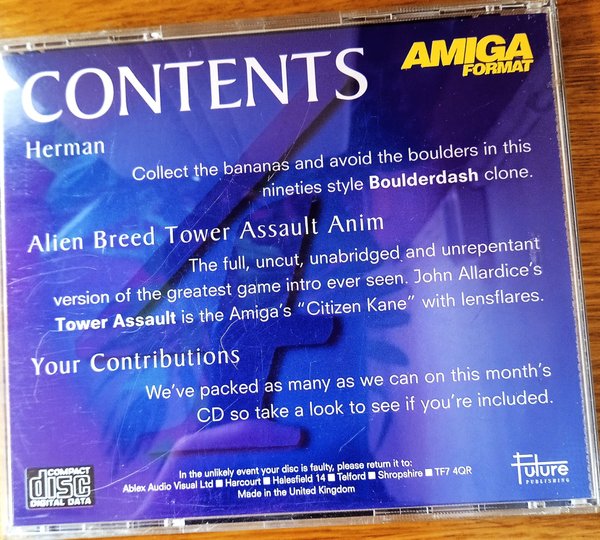 CONTENTS
AMIGA
FORMAT
Herman
Collect the bananas and avoid the boulders in this
nineties style Boulderdash clone.
Alien Breed Tower Assault Anim
The full, uncut, unabridged and unrepentant
version of the greatest game intro ever seen. John Allardice's
Tower Assault is the Amiga's "Citizen Kane" with lensflares.
Your Contributions
We've packed as many as we can on this month's
CD so take a look to see if you're included.
COMPACT
disc
DIGITAL DATA
In the unlikely event your disc is faulty, please return it to:
Ablex Audio Visual Ltd ■ Harcourt ■ Halesfield 14 ■ Telford ■ Shropshire ■ TF7 4QR
Made in the United Kingdom
Future
PUBLISHING